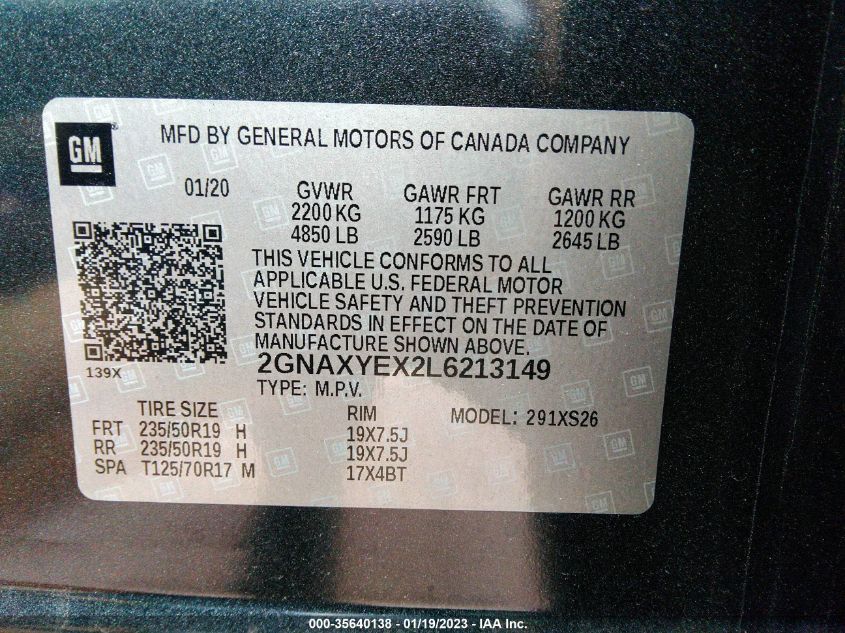 GM
MFD BY GENERAL MOTORS OF CANADA COMPANY
01/20 GVWR GAWR FRT GAWR RR
2200 KG 1175 KG 1200 KG
4850 LB 2590 LB 2645 LB
THIS VEHICLE CONFORMS TO ALL
APPLICABLE U.S. FEDERAL MOTOR
VEHICLE SAFETY AND THEFT PREVENTION
STANDARDS IN EFFECT ON THE DATE OF
MANUFACTURE SHOWN ABOVE.
139X 2GNAXYEX2L6213149
TYPE: M.P.V.
TIRE SIZE RIM MODEL: 291XS26
FRT 235/50R19 H 19X7.5J
RR 235/50R19 H 19X7.5J
SPA T125/70R17 M 17X4BT
000-35640138 - 01/19/2023 - IAA Inc.